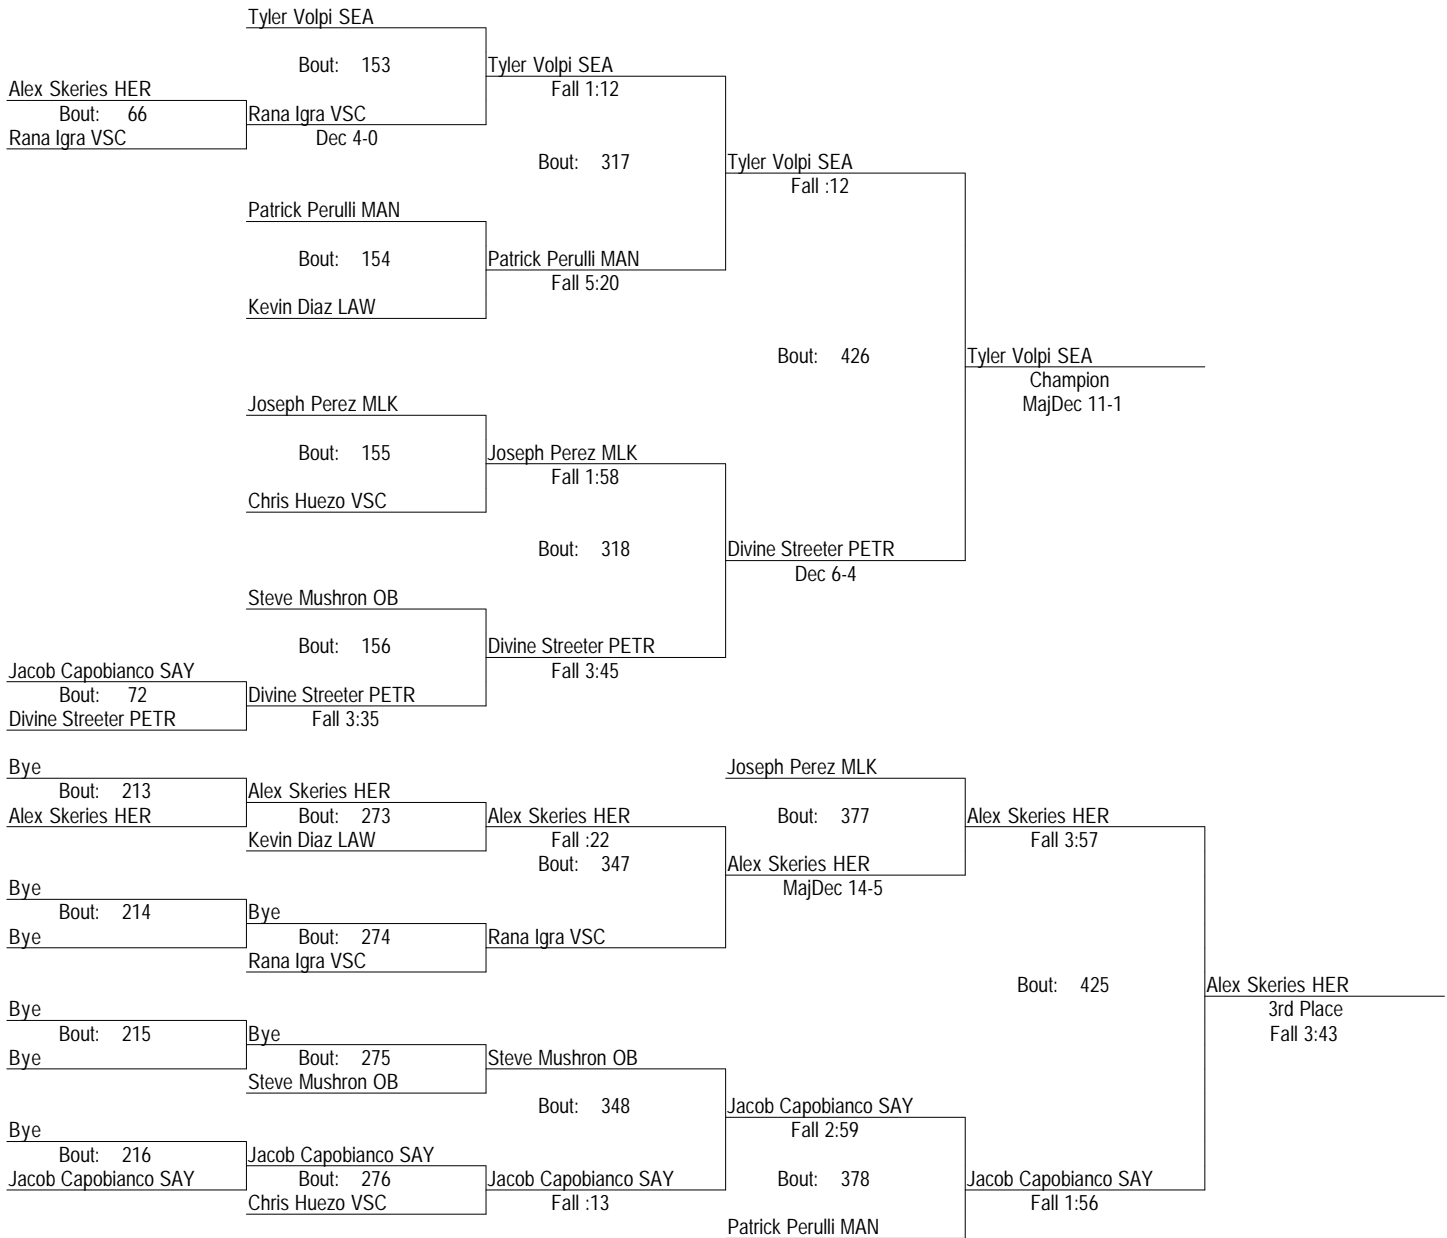 Tyler Volpi SEA
Bout: 153
Tyler Volpi SEA
Fall 1:12
Alex Skeries HER
Bout: 66
Rana Igra VSC
Rana Igra VSC
Dec 4-0
Bout: 317
Tyler Volpi SEA
Fall :12
Patrick Perulli MAN
Bout: 154
Patrick Perulli MAN
Fall 5:20
Kevin Diaz LAW
Bout: 426
Tyler Volpi SEA
Champion
MajDec 11-1
Joseph Perez MLK
Bout: 155
Joseph Perez MLK
Fall 1:58
Chris Huezo VSC
Bout: 318
Divine Streeter PETR
Dec 6-4
Steve Mushron OB
Bout: 156
Divine Streeter PETR
Fall 3:45
Jacob Capobianco SAY
Bout: 72
Divine Streeter PETR
Divine Streeter PETR
Fall 3:35
Bye
Bout: 213
Alex Skeries HER
Alex Skeries HER
Bout: 273
Kevin Diaz LAW
Alex Skeries HER
Fall :22
Bout: 347
Joseph Perez MLK
Bout: 377
Alex Skeries HER
MajDec 14-5
Alex Skeries HER
Fall 3:57
Bye
Bout: 214
Bye
Bye
Bout: 274
Rana Igra VSC
Rana Igra VSC
Bout: 425
Alex Skeries HER
3rd Place
Fall 3:43
Bye
Bout: 215
Bye
Bye
Bout: 275
Steve Mushron OB
Steve Mushron OB
Bout: 348
Jacob Capobianco SAY
Fall 2:59
Bye
Bout: 216
Jacob Capobianco SAY
Jacob Capobianco SAY
Bout: 276
Chris Huezo VSC
Jacob Capobianco SAY
Fall :13
Bout: 378
Jacob Capobianco SAY
Fall 1:56
Patrick Perulli MAN